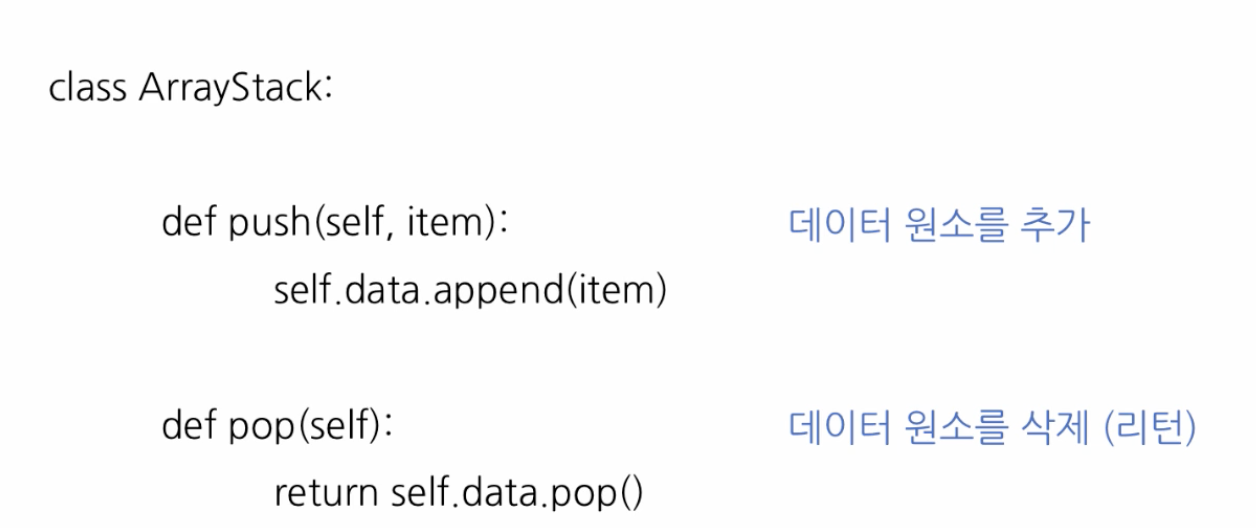 class ArrayStack:
def push(self, item): 데이터 원소를 추가
self.data.append(item)
def pop(self): 데이터 원소를 삭제 (리턴)
return self.data.pop()